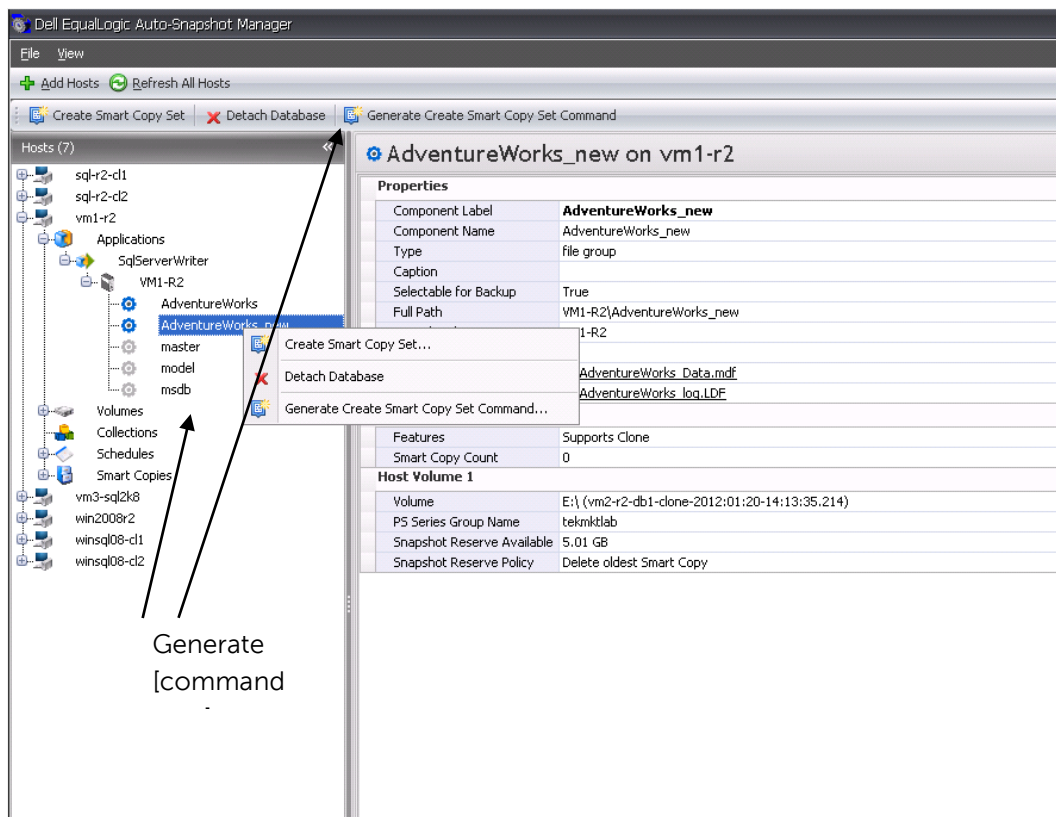 Dell EqualLogic Auto-Snapshot Manager
File View
Add Hosts Refresh All Hosts
Create Smart Copy Set Detach Database Generate Create Smart Copy Set Command
Hosts (7) «
sql-r2-cl1
sql-r2-cl2
vm1-r2
Applications
SqlServerWriter
VM1-R2
AdventureWorks
AdventureWorks_new
master
model
msdb
Volumes
Collections
Schedules
Smart Copies
vm3-sql2k8
win2008r2
winsql08-cl1
winsql08-cl2
Create Smart Copy Set...
Detach Database
Generate Create Smart Copy Set Command...
AdventureWorks_new on vm1-r2
Properties
Component Label AdventureWorks_new
Component Name AdventureWorks_new
Type file group
Caption
Selectable for Backup True
Full Path VM1-R2\AdventureWorks_new
1-R2
AdventureWorks_Data.mdf
AdventureWorks_log.LDF
Features Supports Clone
Smart Copy Count 0
Host Volume 1
Volume E:\ (vm2-r2-db1-clone-2012:01:20-14:13:35.214)
PS Series Group Name tekmktlab
Snapshot Reserve Available 5.01 GB
Snapshot Reserve Policy Delete oldest Smart Copy
Generate
[command